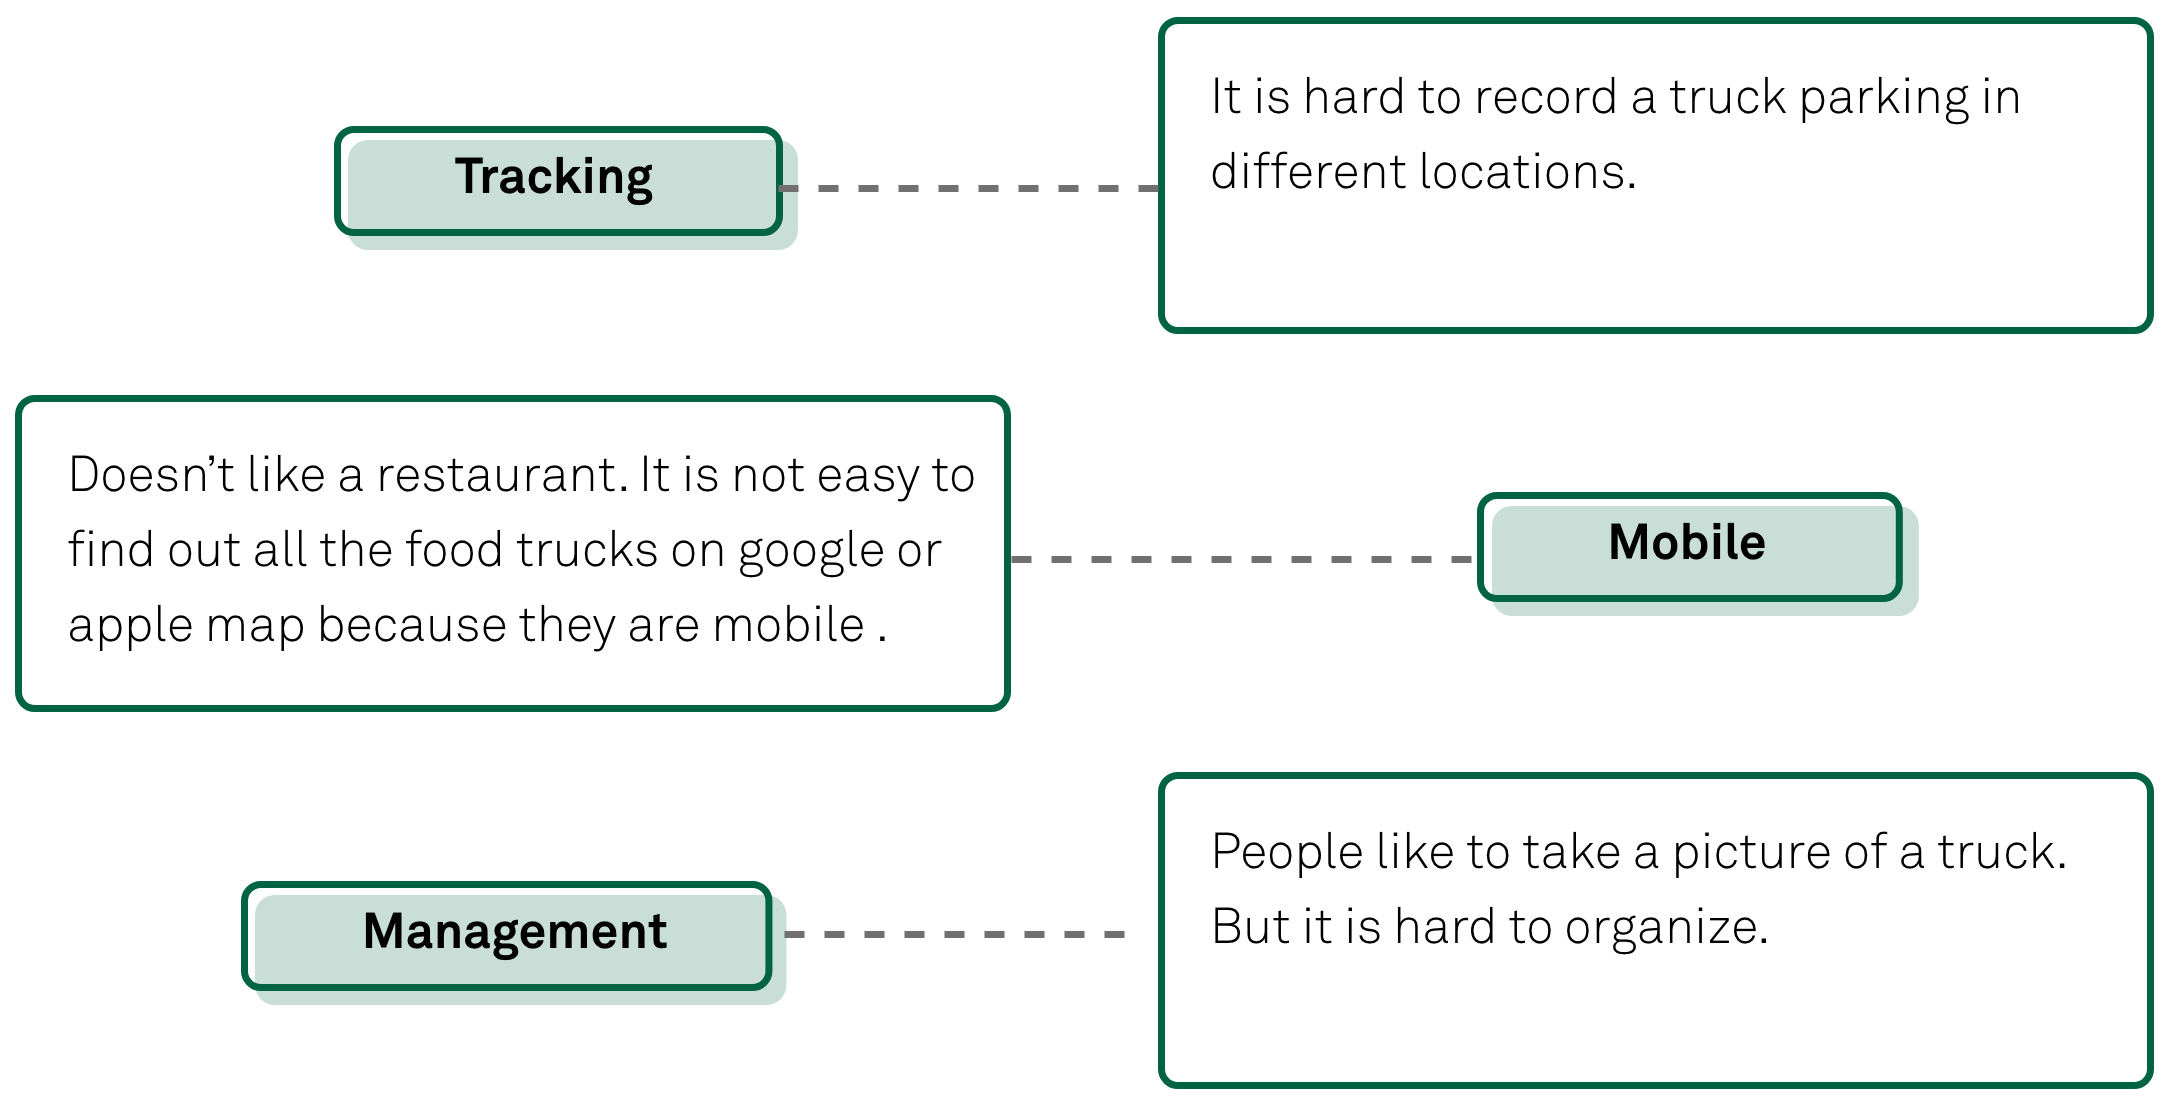 Tracking
It is hard to record a truck parking in
different locations.
Doesn’t like a restaurant. It is not easy to
find out all the food trucks on google or
apple map because they are mobile .
Mobile
Management
People like to take a picture of a truck.
But it is hard to organize.